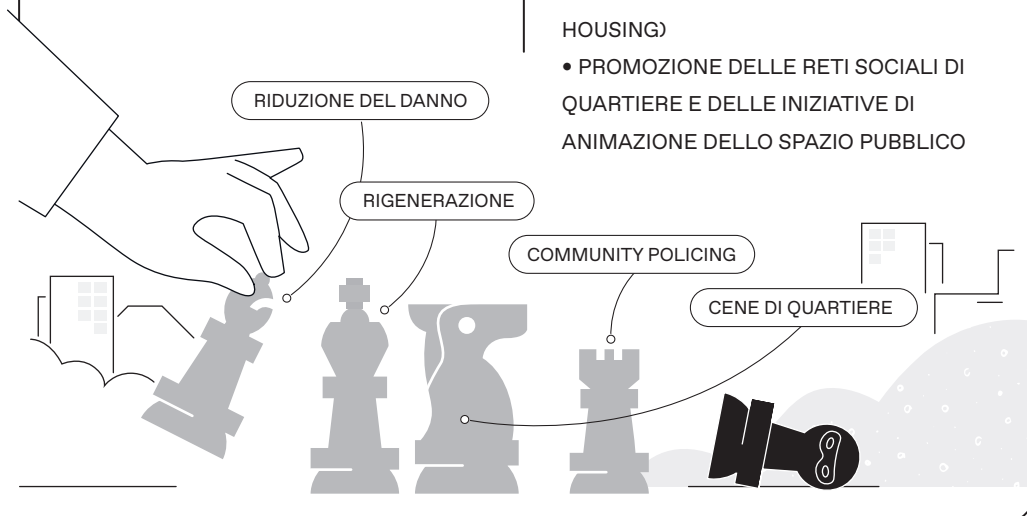 HOUSING)
• PROMOZIONE DELLE RETI SOCIALI DI
QUARTIERE E DELLE INIZIATIVE DI
ANIMAZIONE DELLO SPAZIO PUBBLICO
RIDUZIONE DEL DANNO
RIGENERAZIONE
COMMUNITY POLICING
CENE DI QUARTIERE